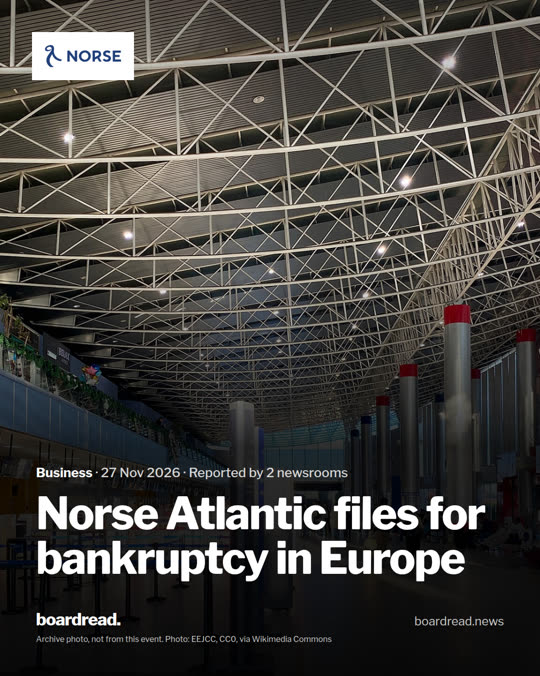 NORSE
Business · 27 Nov 2026 · Reported by 2 newsrooms
Norse Atlantic files for
bankruptcy in Europe
boardread.
boardread.news
Archive photo, not from this event. Photo: EEJCC, CC0, via Wikimedia Commons